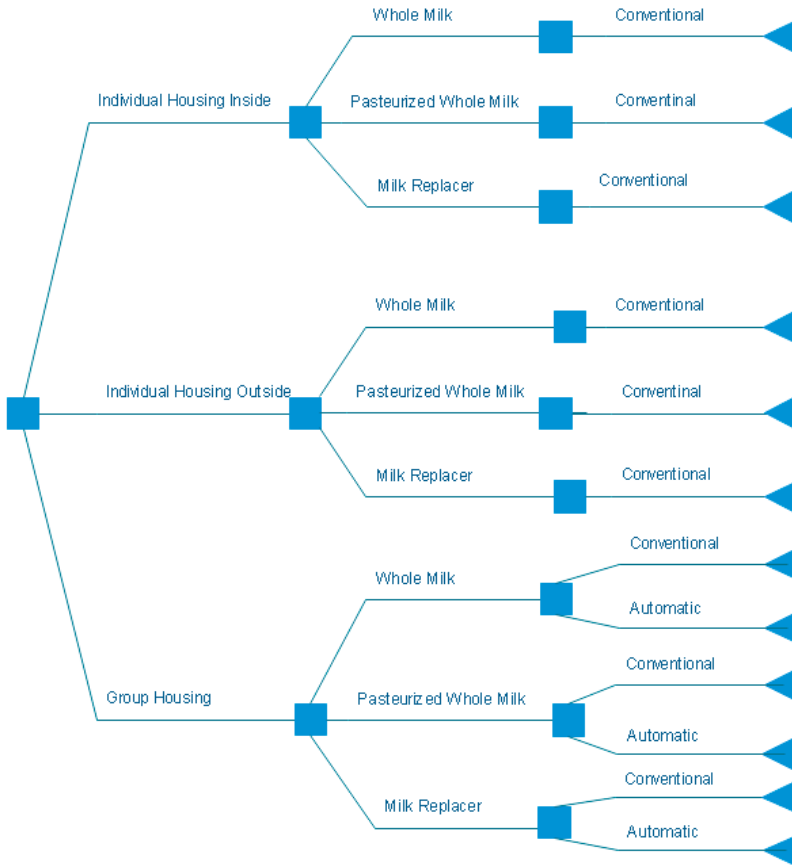 Whole Milk
Conventional
Individual Housing Inside
Pasteurized Whole Milk
Conventinal
Milk Replacer
Conventional
Whole Milk
Conventional
Individual Housing Outside
Pasteurized Whole Milk
Conventinal
Milk Replacer
Conventional
Conventional
Whole Milk
Automatic
Conventional
Group Housing
Pasteurized Whole Milk
Automatic
Conventional
Milk Replacer
Automatic